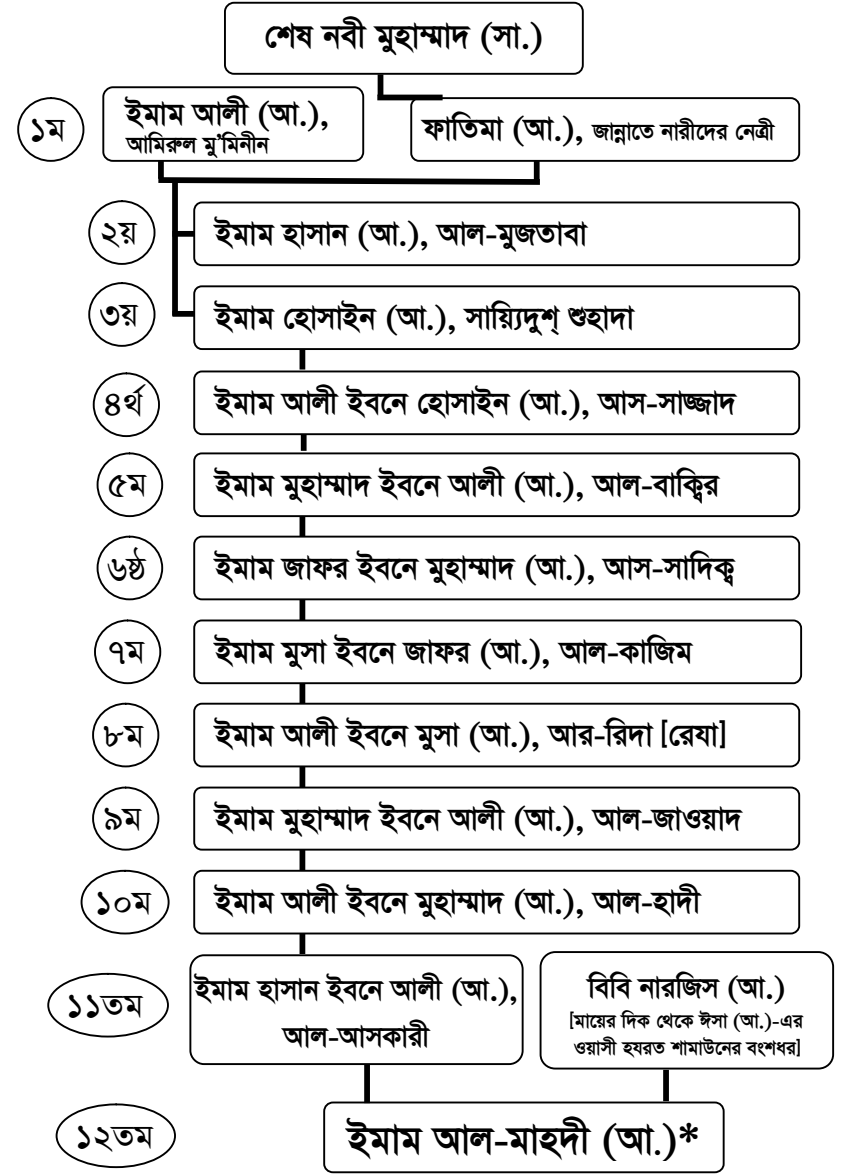 শেষ নবী মুহাম্মাদ (সা.)
১ম
ইমাম আলী (আ.),
আমিরুল মু’মিনীন
ফাতিমা (আ.), জান্নাতে নারীদের নেত্রী
২য়
ইমাম হাসান (আ.), আল-মুজতাবা
৩য়
ইমাম হোসাইন (আ.), সায়্যিদুশ্ শুহাদা
৪র্থ
ইমাম আলী ইবনে হোসাইন (আ.), আস-সাজ্জাদ
৫ম
ইমাম মুহাম্মাদ ইবনে আলী (আ.), আল-বাক্বির
৬ষ্ঠ
ইমাম জাফর ইবনে মুহাম্মাদ (আ.), আস-সাদিক্ব
৭ম
ইমাম মুসা ইবনে জাফর (আ.), আল-কাজিম
৮ম
ইমাম আলী ইবনে মুসা (আ.), আর-রিদা [রেযা]
৯ম
ইমাম মুহাম্মাদ ইবনে আলী (আ.), আল-জাওয়াদ
১০ম
ইমাম আলী ইবনে মুহাম্মাদ (আ.), আল-হাদী
১১তম
ইমাম হাসান ইবনে আলী (আ.),
আল-আসকারী
বিবি নারজিস (আ.)
[মায়ের দিক থেকে ঈসা (আ.)-এর
ওয়াসী হযরত শামাউনের বংশধর]
১২তম
ইমাম আল-মাহদী (আ.)*